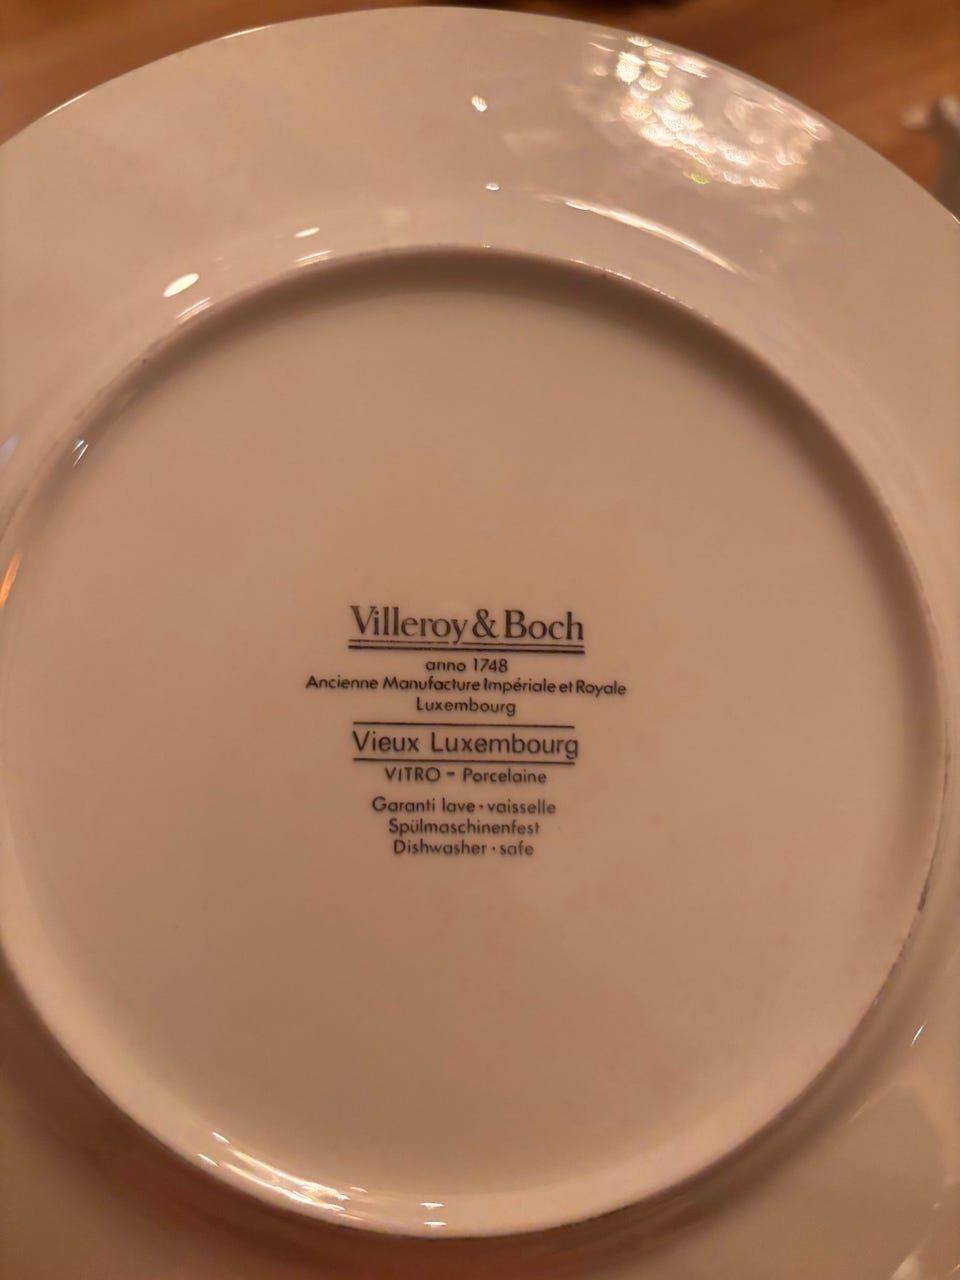 Villeroy & Boch
anno 1748
Ancienne Manufacture Impériale et Royale
Luxembourg
Vieux Luxembourg
VITRO - Porcelaine
Garanti lave-vaisselle
Spülmaschinenfest
Dishwasher-safe